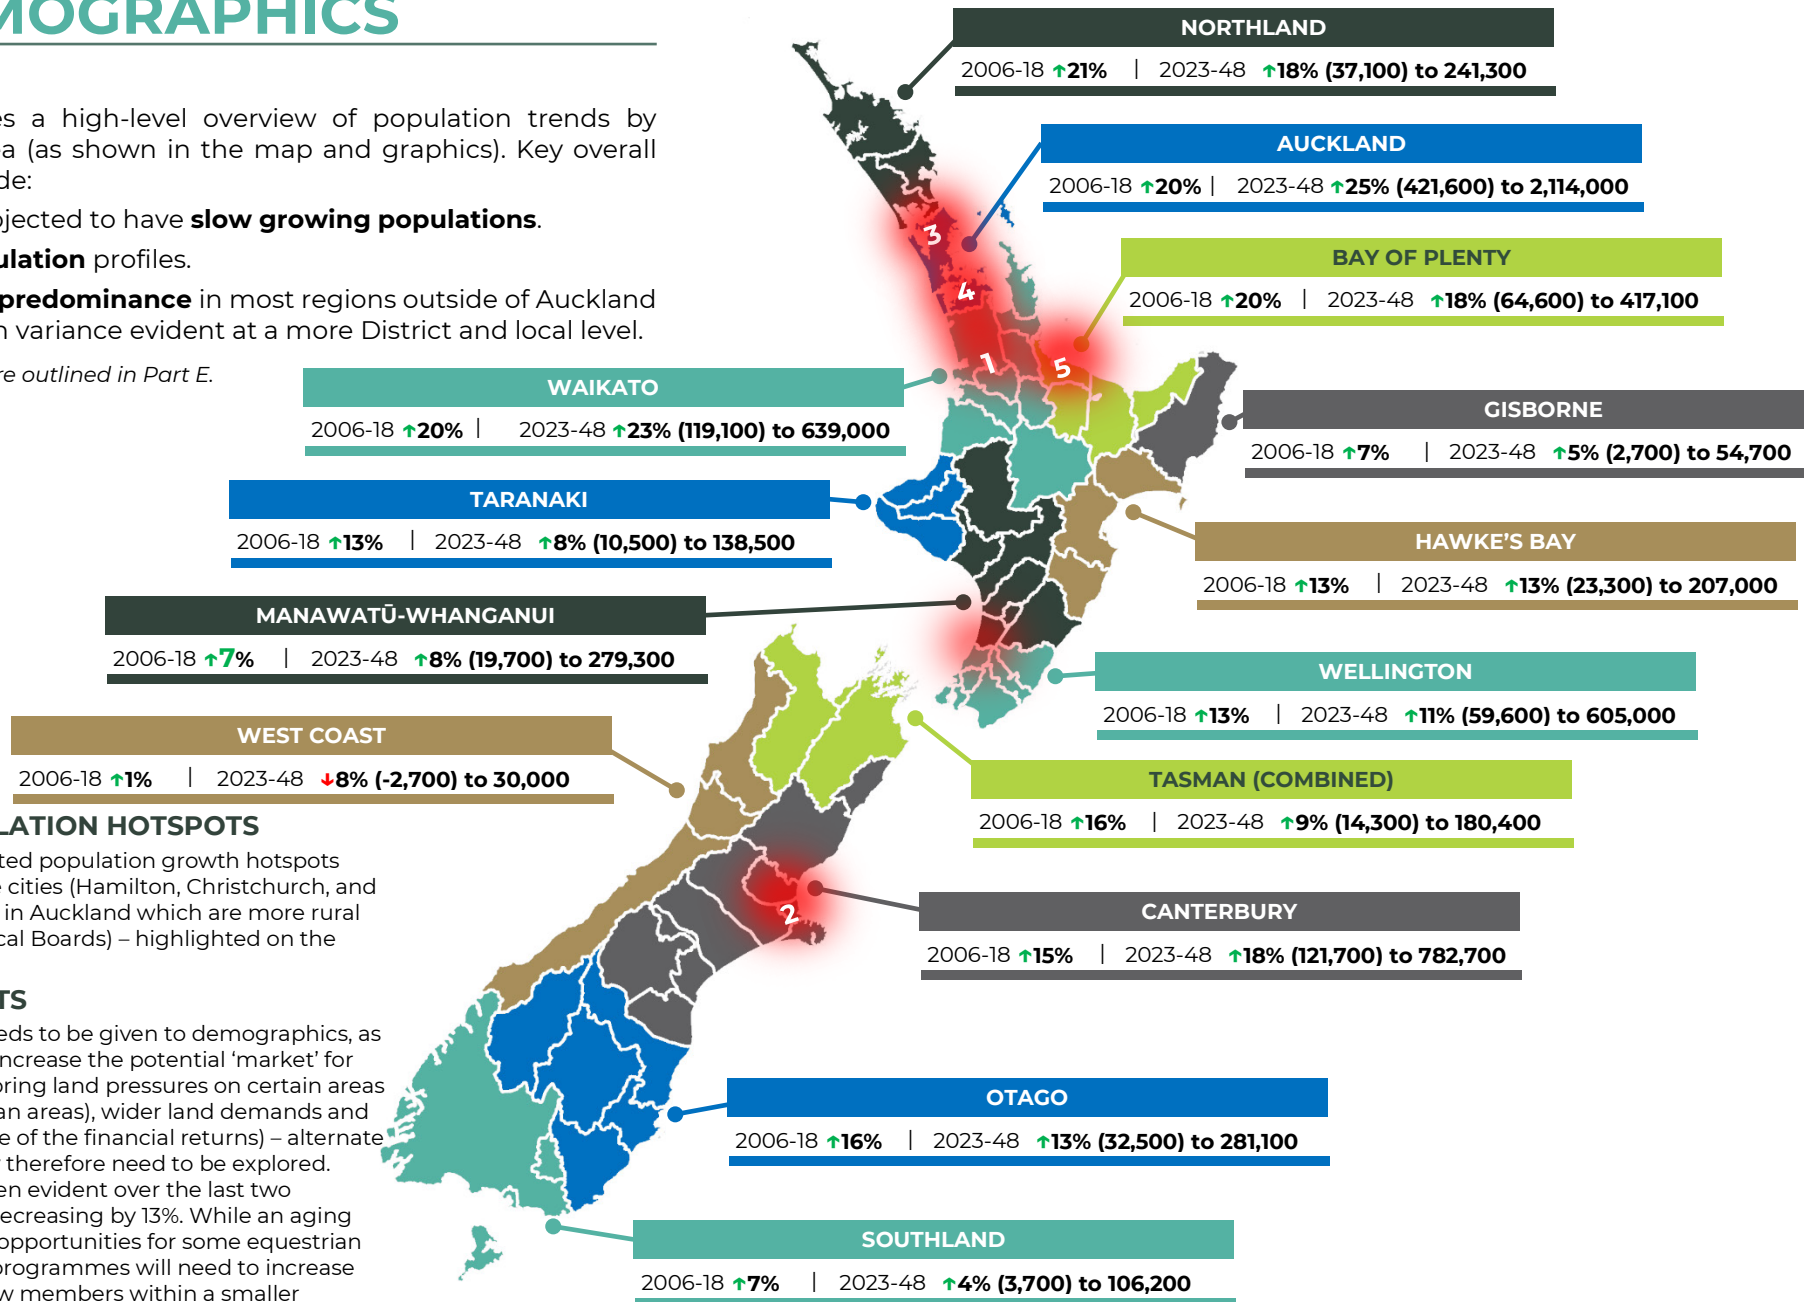 MOGRAPHICS
es a high-level overview of population trends by
ea (as shown in the map and graphics). Key overall
de:
ojected to have slow growing populations.
ulation profiles.
predominance in most regions outside of Auckland
h variance evident at a more District and local level.
re outlined in Part E.
NORTHLAND
2006-18 ↑21% | 2023-48 ↑18% (37,100) to 241,300
AUCKLAND
2006-18 ↑20% | 2023-48 ↑25% (421,600) to 2,114,000
BAY OF PLENTY
2006-18 ↑20% | 2023-48 ↑18% (64,600) to 417,100
WAIKATO
2006-18 ↑20% | 2023-48 ↑23% (119,100) to 639,000
GISBORNE
2006-18 ↑7% | 2023-48 ↑5% (2,700) to 54,700
TARANAKI
2006-18 ↑13% | 2023-48 ↑8% (10,500) to 138,500
HAWKE'S BAY
2006-18 ↑13% | 2023-48 ↑13% (23,300) to 207,000
MANAWATŪ-WHANGANUI
2006-18 ↑7% | 2023-48 ↑8% (19,700) to 279,300
WELLINGTON
2006-18 ↑13% | 2023-48 ↑11% (59,600) to 605,000
WEST COAST
2006-18 ↑1% | 2023-48 ↓8% (-2,700) to 30,000
TASMAN (COMBINED)
2006-18 ↑16% | 2023-48 ↑9% (14,300) to 180,400
CANTERBURY
2006-18 ↑15% | 2023-48 ↑18% (121,700) to 782,700
OTAGO
2006-18 ↑16% | 2023-48 ↑13% (32,500) to 281,100
SOUTHLAND
2006-18 ↑7% | 2023-48 ↑4% (3,700) to 106,200
3
4
1
5
2
LATION HOTSPOTS
ted population growth hotspots
e cities (Hamilton, Christchurch, and
in Auckland which are more rural
cal Boards) – highlighted on the
TS
eds to be given to demographics, as
increase the potential 'market' for
oring land pressures on certain areas
an areas), wider land demands and
e of the financial returns) – alternate
y therefore need to be explored.
en evident over the last two
decreasing by 13%. While an aging
opportunities for some equestrian
programmes will need to increase
w members within a smaller